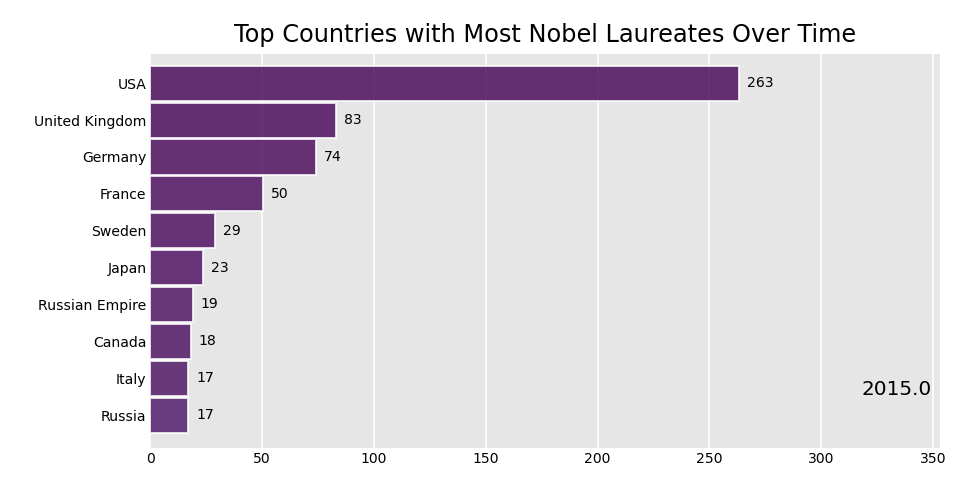 Top Countries with Most Nobel Laureates Over Time
USA 263
United Kingdom 83
Germany 74
France 50
Sweden 29
Japan 23
Russian Empire 19
Canada 18
Italy 17
2015.0
Russia 17
0 50 100 150 200 250 300 350